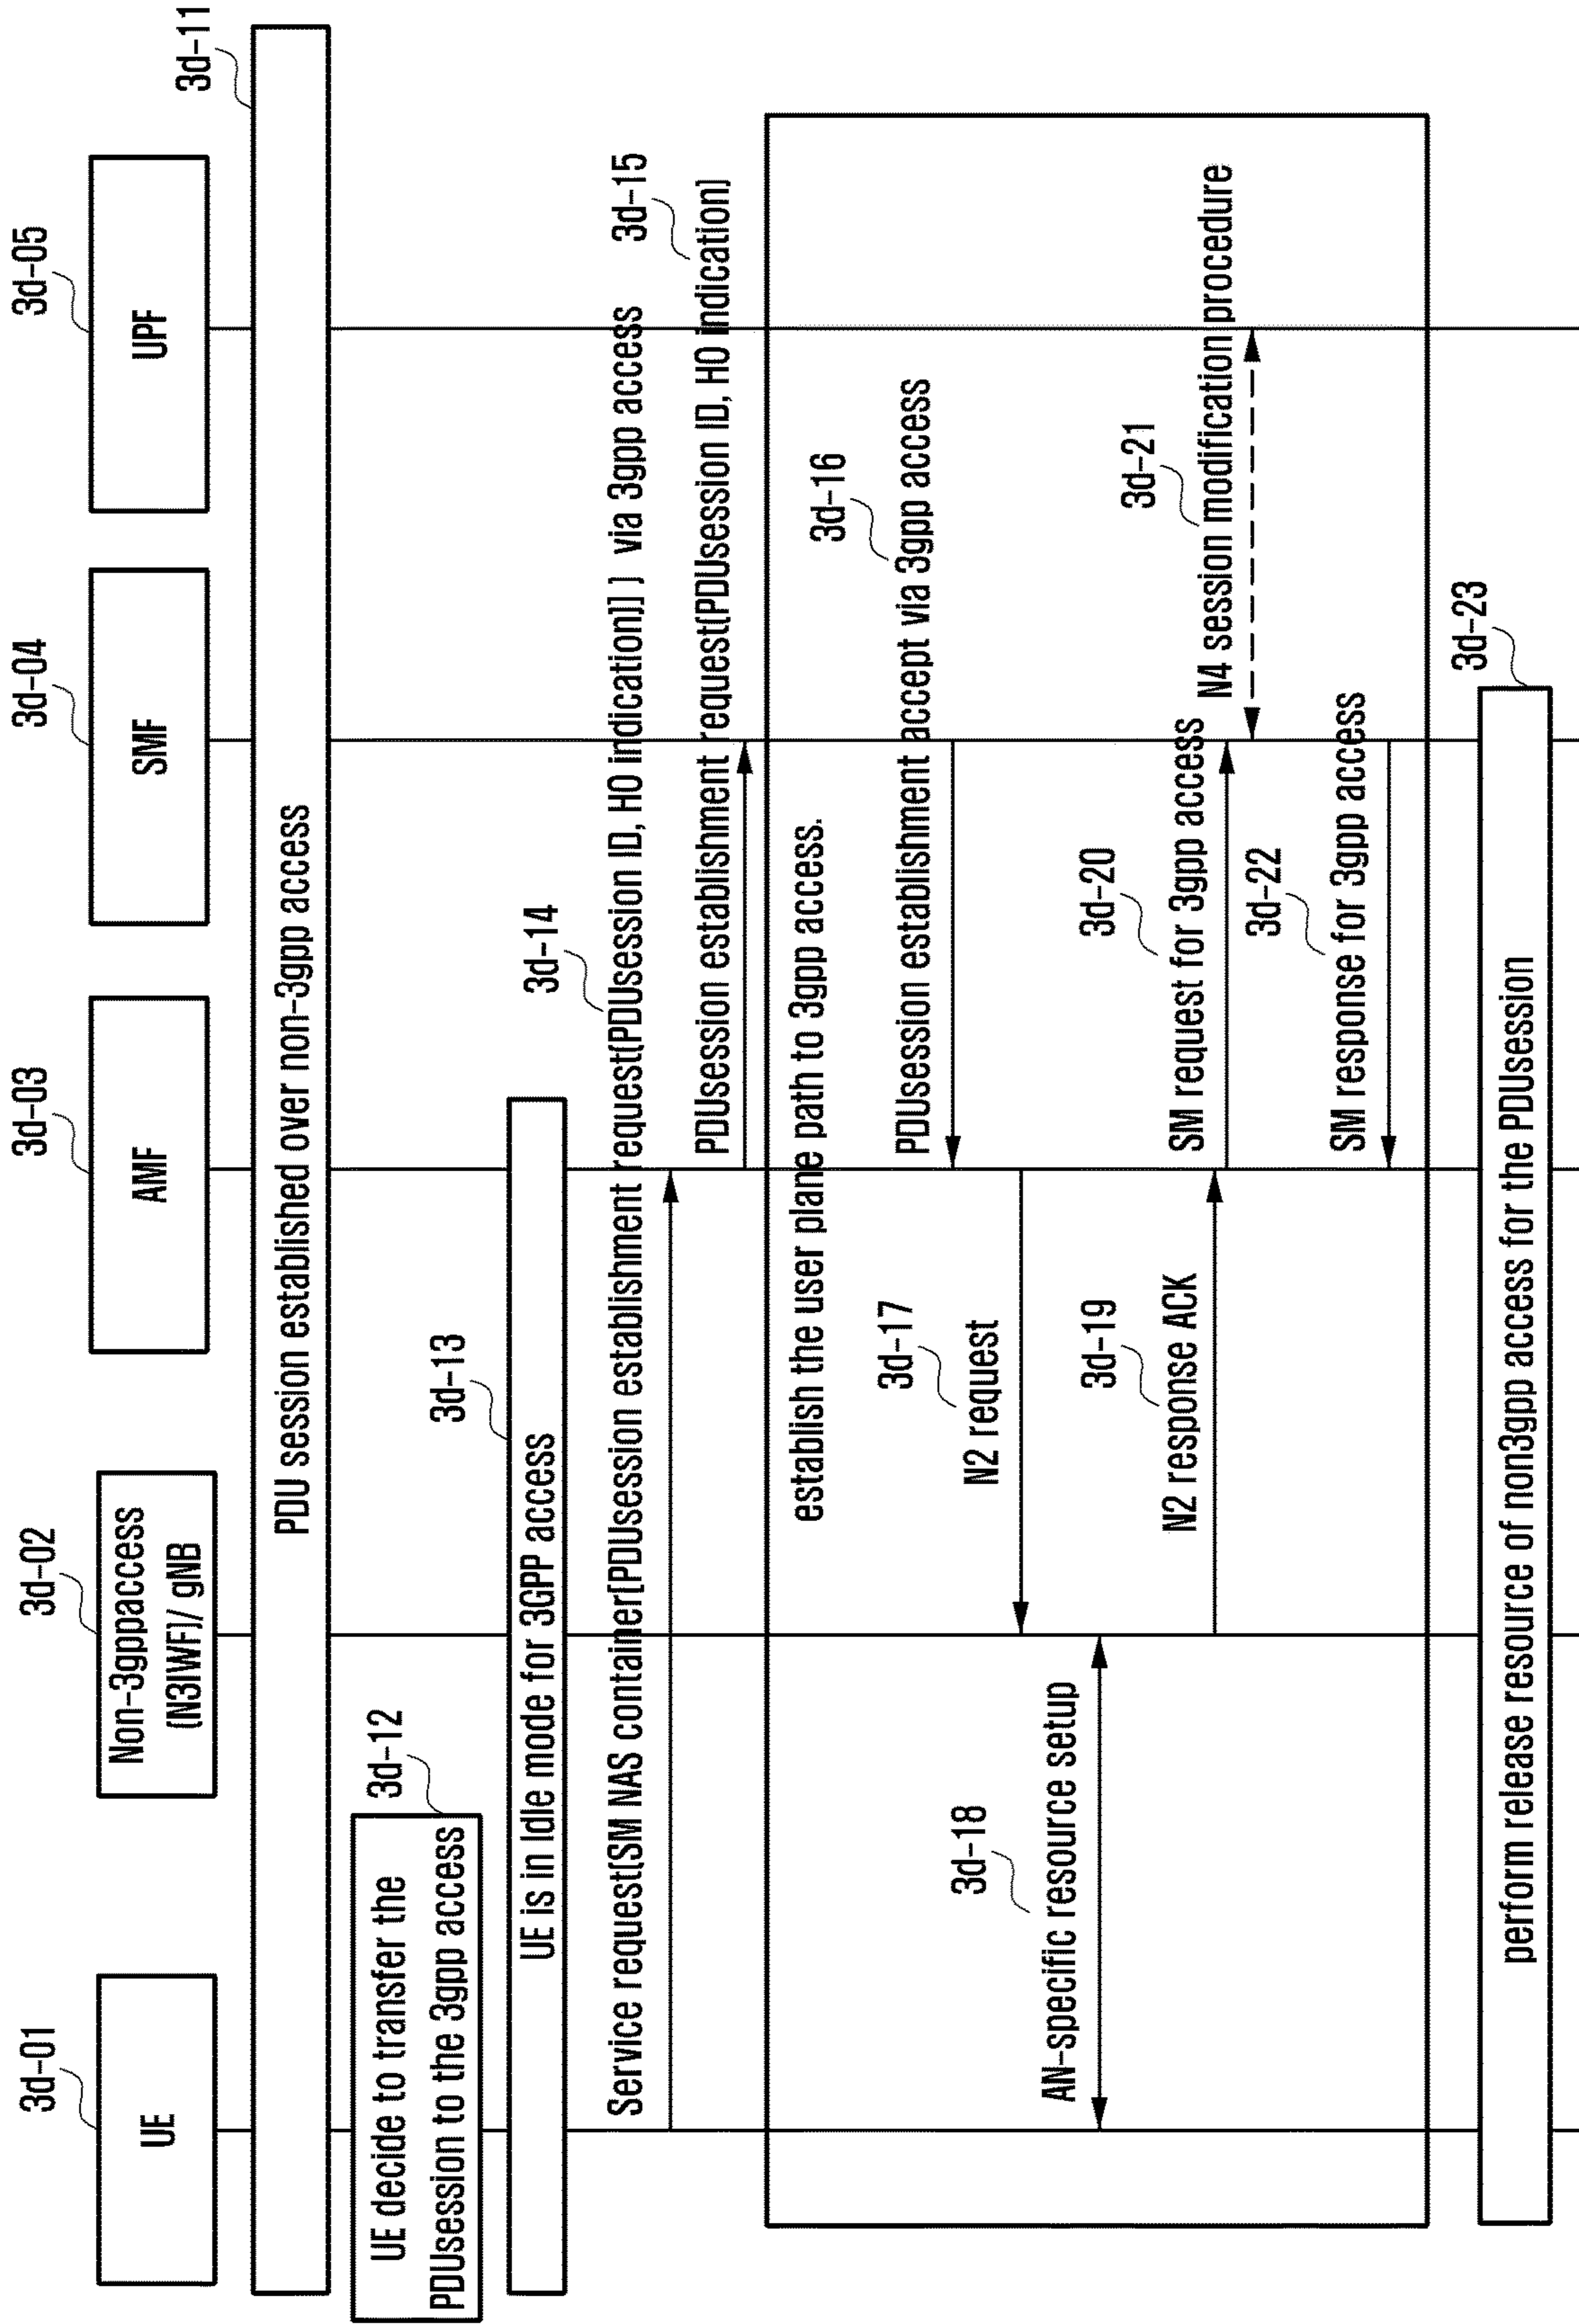 3d-01
3d-02
3d-03
3d-04
3d-05
UE
Non-3gppaccess
(N3IWF)/ gNB
AMF
SMF
UPF
3d-11
PDU session established over non-3gpp access
3d-12
UE decide to transfer the
PDUsession to the 3gpp access
3d-13
UE is in Idle mode for 3GPP access
3d-14
Service request(SM NAS container[PDUsession establishment request(PDUsession ID, HO indication)] ) via 3gpp access
3d-15
PDUsession establishment request(PDUsession ID, HO indication)
establish the user plane path to 3gpp access.
3d-16
PDUsession establishment accept via 3gpp access
3d-17
N2 request
3d-18
AN-specific resource setup
3d-19
N2 response ACK
3d-20
SM request for 3gpp access
3d-21
N4 session modification procedure
3d-22
SM response for 3gpp access
3d-23
perform release resource of non3gpp access for the PDUsession